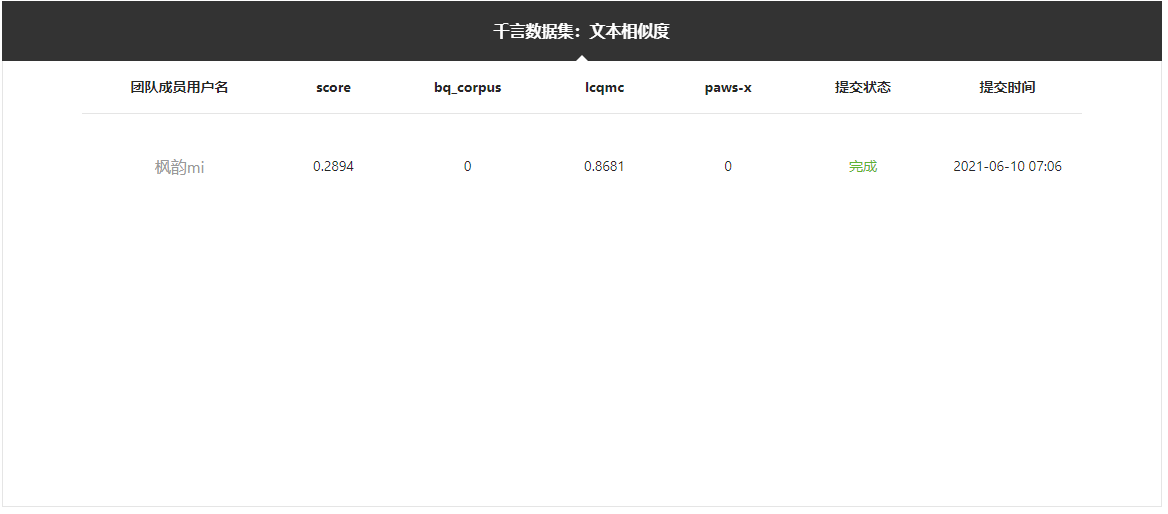 千言数据集：文本相似度
团队成员用户名 score bq_corpus lcqmc paws-x 提交状态 提交时间
枫韵mi 0.2894 0 0.8681 0 完成 2021-06-10 07:06